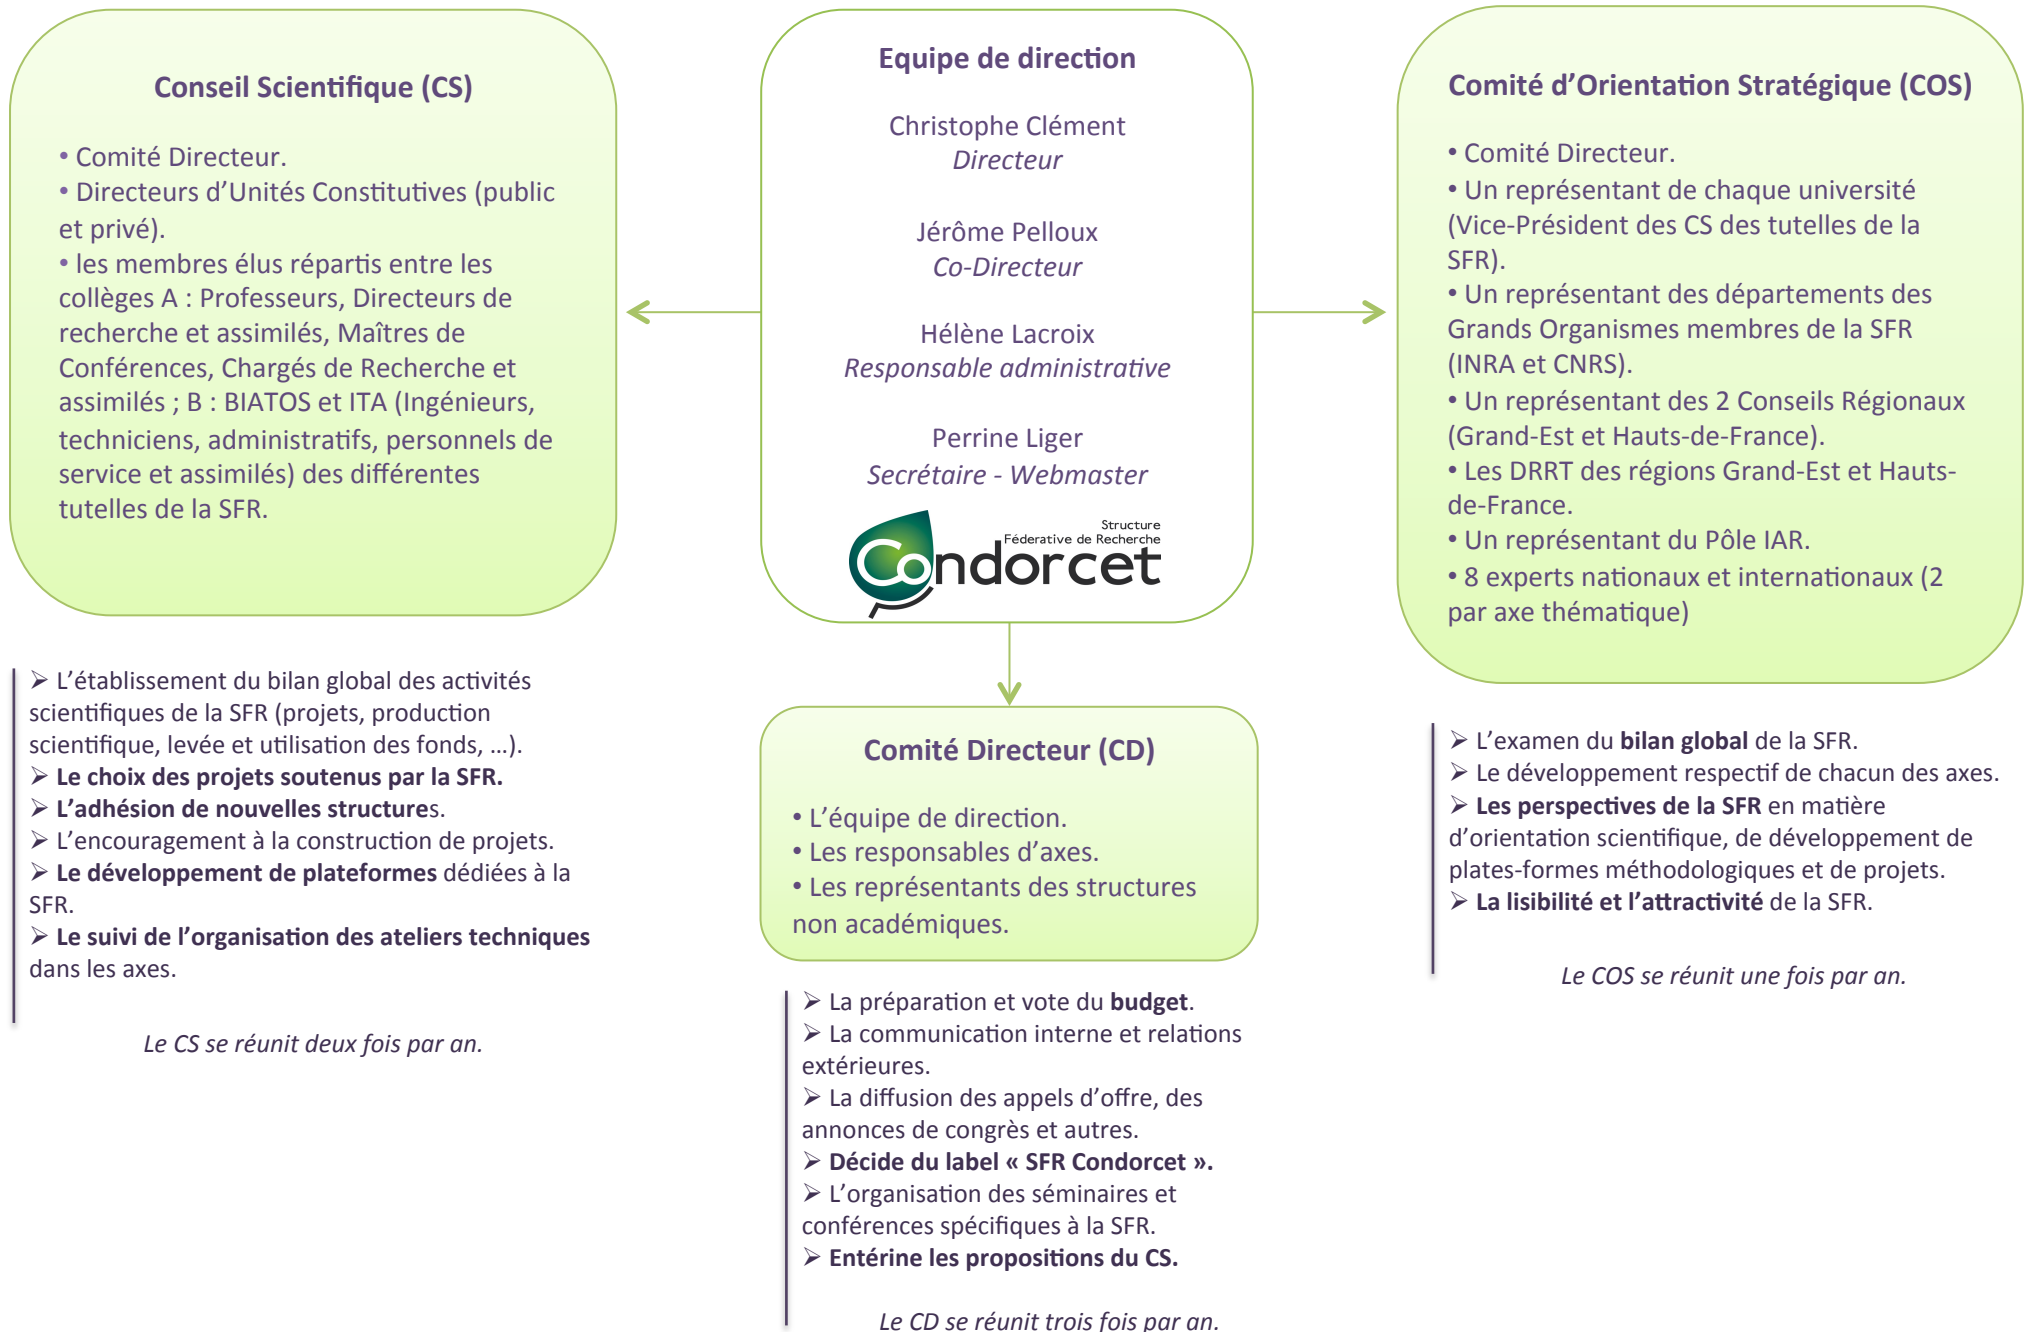 Conseil Scientifique (CS)
• Comité Directeur.
• Directeurs d’Unités Constitutives (public
et privé).
• les membres élus répartis entre les
collèges A : Professeurs, Directeurs de
recherche et assimilés, Maîtres de
Conférences, Chargés de Recherche et
assimilés ; B : BIATOS et ITA (Ingénieurs,
techniciens, administratifs, personnels de
service et assimilés) des différentes
tutelles de la SFR.
➢ L’établissement du bilan global des activités
scientifiques de la SFR (projets, production
scientifique, levée et utilisation des fonds, …).
➢ Le choix des projets soutenus par la SFR.
➢ L’adhésion de nouvelles structures.
➢ L’encouragement à la construction de projets.
➢ Le développement de plateformes dédiées à la
SFR.
➢ Le suivi de l’organisation des ateliers techniques
dans les axes.
Le CS se réunit deux fois par an.
Equipe de direction
Christophe Clément
Directeur
Jérôme Pelloux
Co-Directeur
Hélène Lacroix
Responsable administrative
Perrine Liger
Secrétaire - Webmaster
Structure
Féderative de Recherche
Condorcet
Comité Directeur (CD)
• L’équipe de direction.
• Les responsables d’axes.
• Les représentants des structures
non académiques.
➢ La préparation et vote du budget.
➢ La communication interne et relations
extérieures.
➢ La diffusion des appels d’offre, des
annonces de congrès et autres.
➢ Décide du label « SFR Condorcet ».
➢ L’organisation des séminaires et
conférences spécifiques à la SFR.
➢ Entérine les propositions du CS.
Le CD se réunit trois fois par an.
Comité d’Orientation Stratégique (COS)
• Comité Directeur.
• Un représentant de chaque université
(Vice-Président des CS des tutelles de la
SFR).
• Un représentant des départements des
Grands Organismes membres de la SFR
(INRA et CNRS).
• Un représentant des 2 Conseils Régionaux
(Grand-Est et Hauts-de-France).
• Les DRRT des régions Grand-Est et Hauts-
de-France.
• Un représentant du Pôle IAR.
• 8 experts nationaux et internationaux (2
par axe thématique)
➢ L’examen du bilan global de la SFR.
➢ Le développement respectif de chacun des axes.
➢ Les perspectives de la SFR en matière
d’orientation scientifique, de développement de
plates-formes méthodologiques et de projets.
➢ La lisibilité et l’attractivité de la SFR.
Le COS se réunit une fois par an.